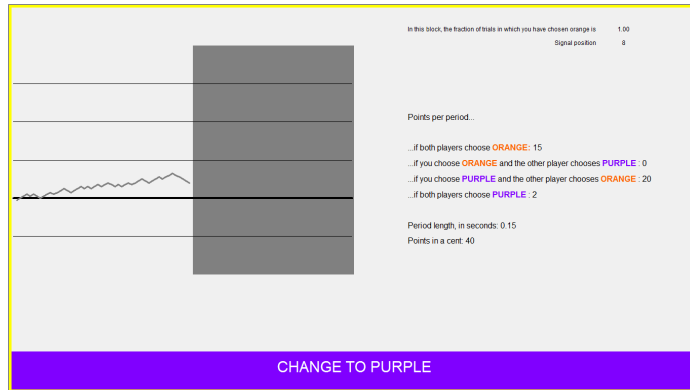 In this block, the fraction of trials in which you have chosen orange is 1.00
Signal position 8
Points per period...
...if both players choose ORANGE: 15
...if you choose ORANGE and the other player chooses PURPLE : 0
...if you choose PURPLE and the other player chooses ORANGE : 20
...if both players choose PURPLE : 2
Period length, in seconds: 0.15
Points in a cent: 40
CHANGE TO PURPLE